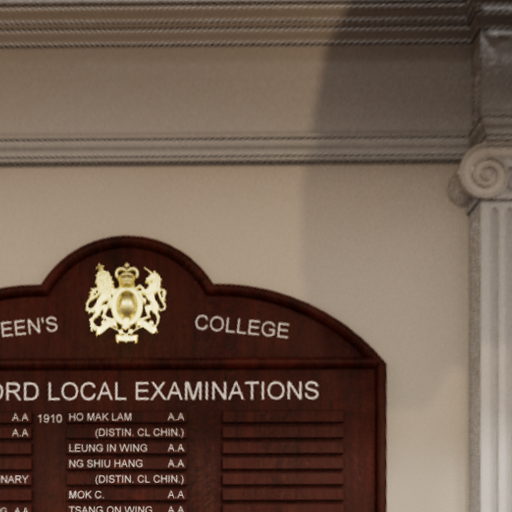 EEN'S COLLEGE
ORD LOCAL EXAMINATIONS
A.A 1910 HO MAK LAM A.A
A.A (DISTIN. CL CHIN.)
LEUNG IN WING A.A
NG SHIU HANG A.A
NARY (DISTIN. CL CHIN.)
MOK C. A.A
G A.A TSANG ON WING A.A